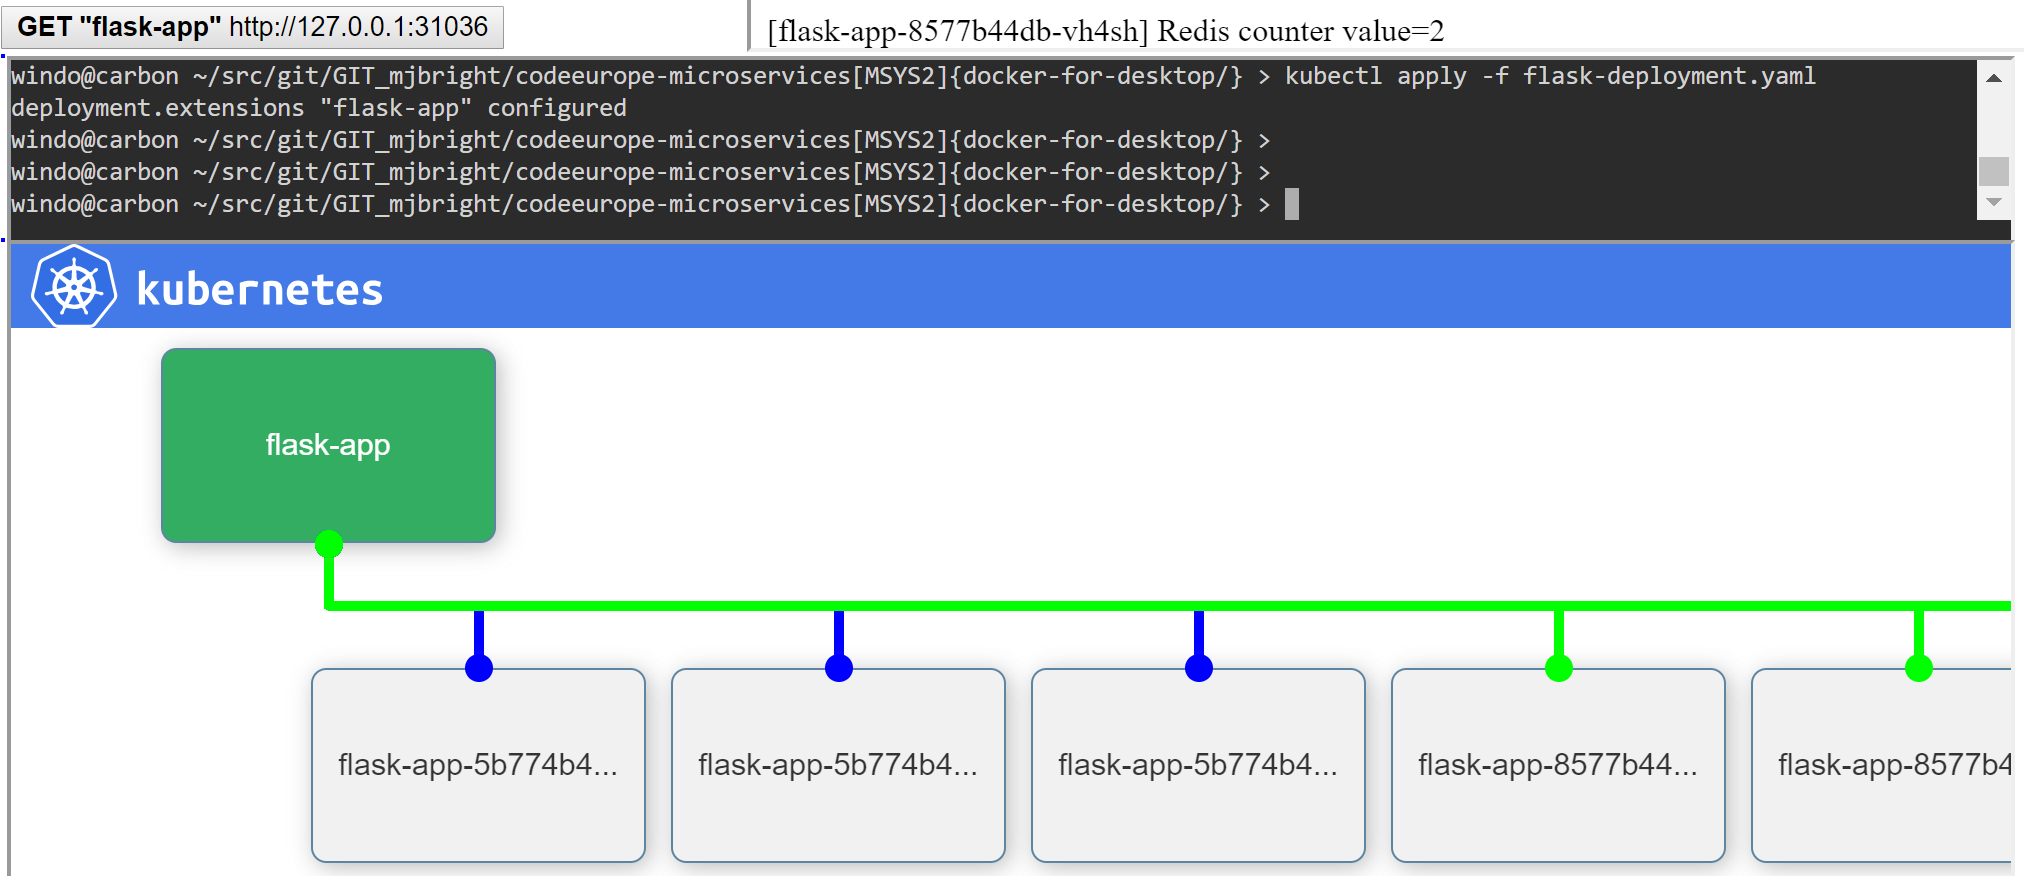 GET "flask-app" http://127.0.0.1:31036
[flask-app-8577b44db-vh4sh] Redis counter value=2
windo@carbon ~/src/git/GIT_mjbright/codeeurope-microservices[MSYS2]{docker-for-desktop/} > kubectl apply -f flask-deployment.yaml
deployment.extensions "flask-app" configured
windo@carbon ~/src/git/GIT_mjbright/codeeurope-microservices[MSYS2]{docker-for-desktop/} >
windo@carbon ~/src/git/GIT_mjbright/codeeurope-microservices[MSYS2]{docker-for-desktop/} >
windo@carbon ~/src/git/GIT_mjbright/codeeurope-microservices[MSYS2]{docker-for-desktop/} >
kubernetes
flask-app
flask-app-5b774b4...
flask-app-5b774b4...
flask-app-5b774b4...
flask-app-8577b44...
flask-app-8577b4